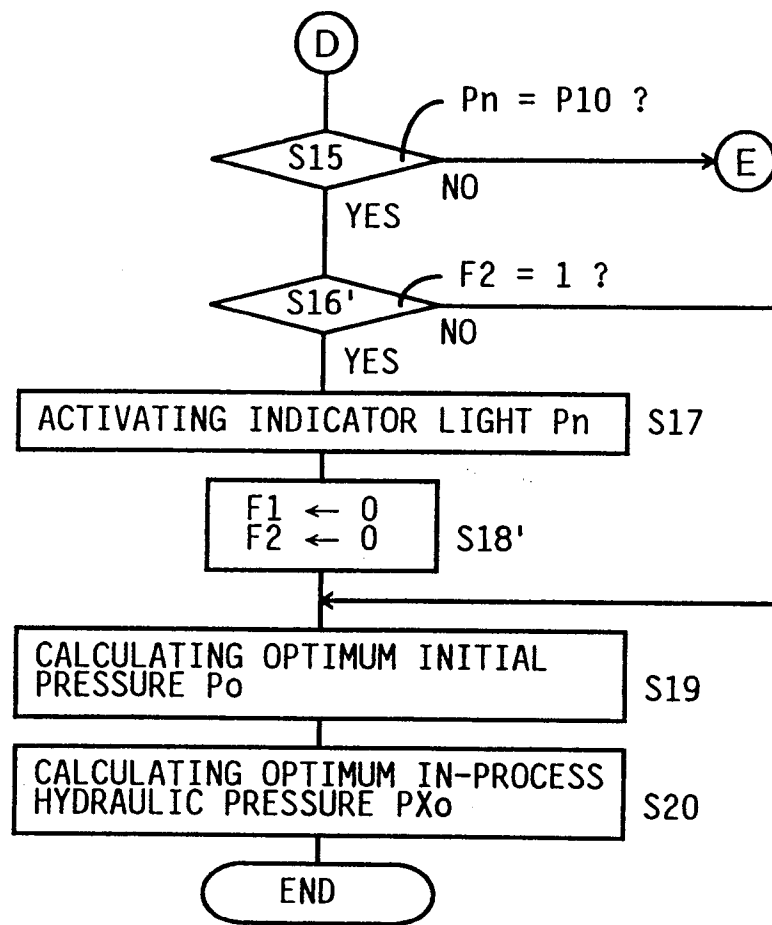 D
Pn = P10 ?
S15
E
NO
YES
F2 = 1 ?
S16'
NO
YES
ACTIVATING INDICATOR LIGHT Pn
S17
F1 ← 0
F2 ← 0
S18'
CALCULATING OPTIMUM INITIAL
PRESSURE Po
S19
CALCULATING OPTIMUM IN-PROCESS
HYDRAULIC PRESSURE PXo
S20
END